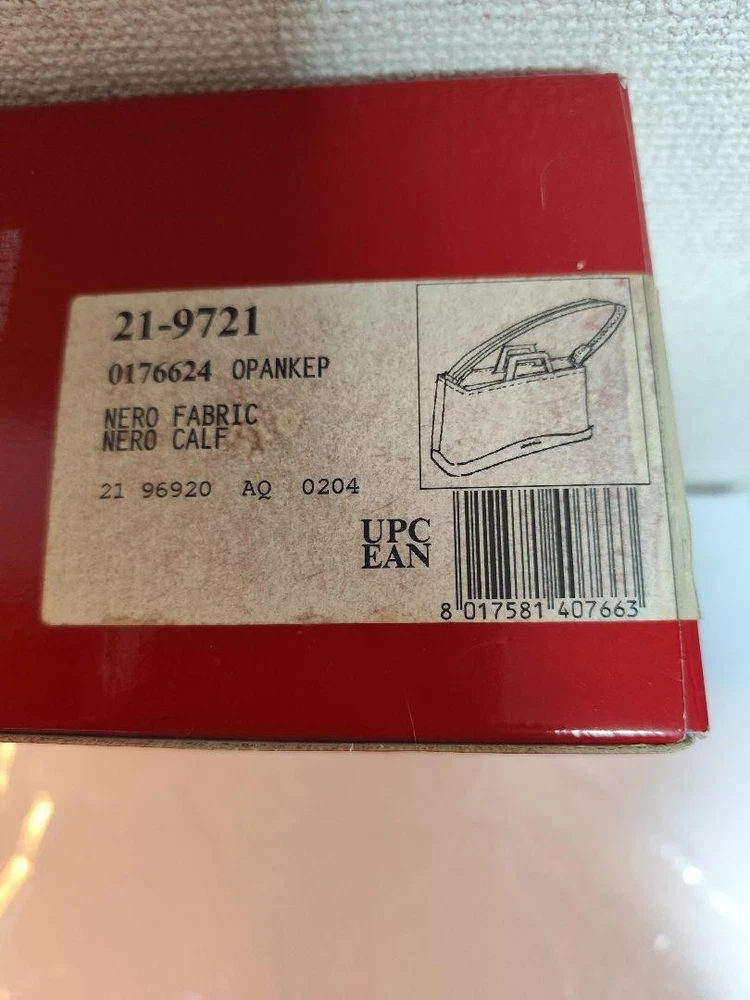 21-9721
0176624 OPANKEP
NERO FABRIC
NERO CALF
21 96920 AQ 0204
UPC
EAN
8 017581 407663